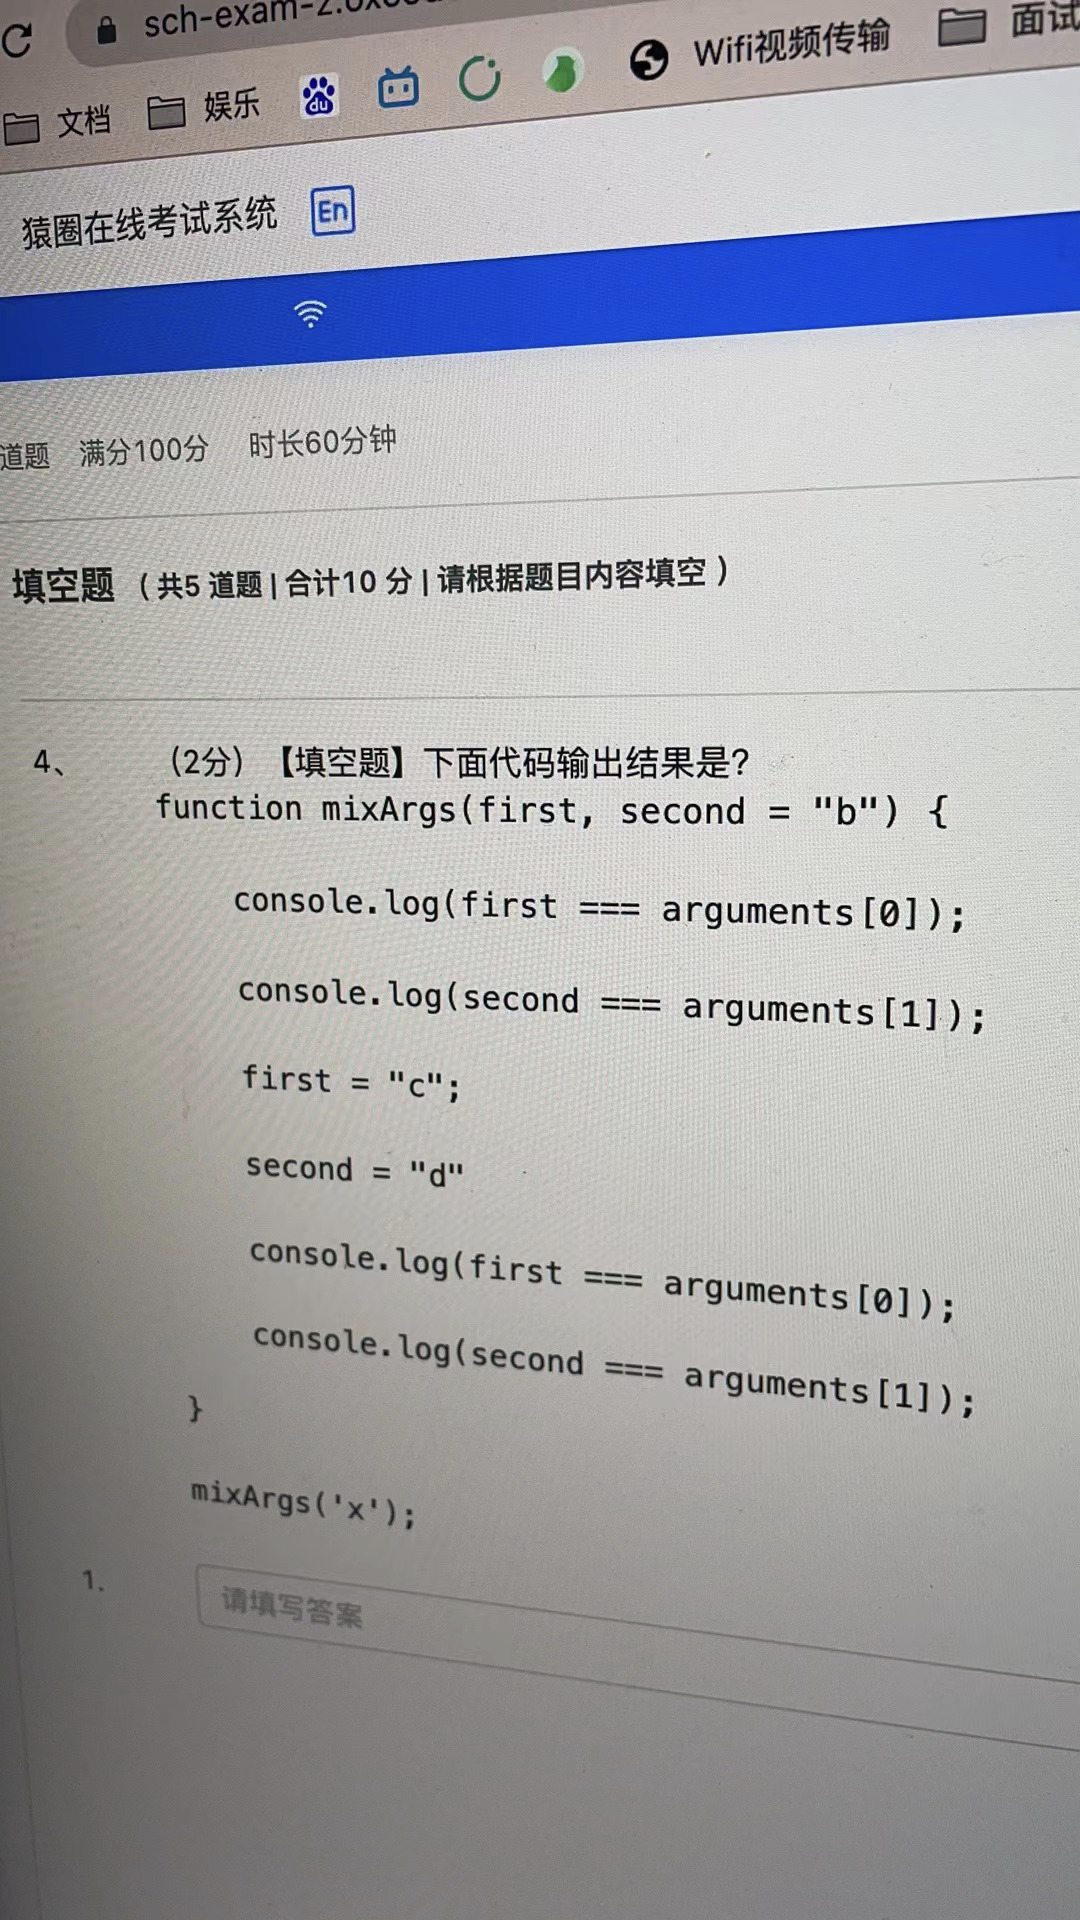 文档
娱乐
du
Wifi视频传输
面试
猿圈在线考试系统
En
道题 满分100分 时长60分钟
填空题 (共5 道题 | 合计10 分 | 请根据题目内容填空 )
4、 (2分) 【填空题】下面代码输出结果是?
function mixArgs(first, second = "b") {
console.log(first === arguments[0]);
console.log(second === arguments[1]);
first = "c";
second = "d"
console.log(first === arguments[0]);
console.log(second === arguments[1]);
}
mixArgs('x');
1. 请填写答案